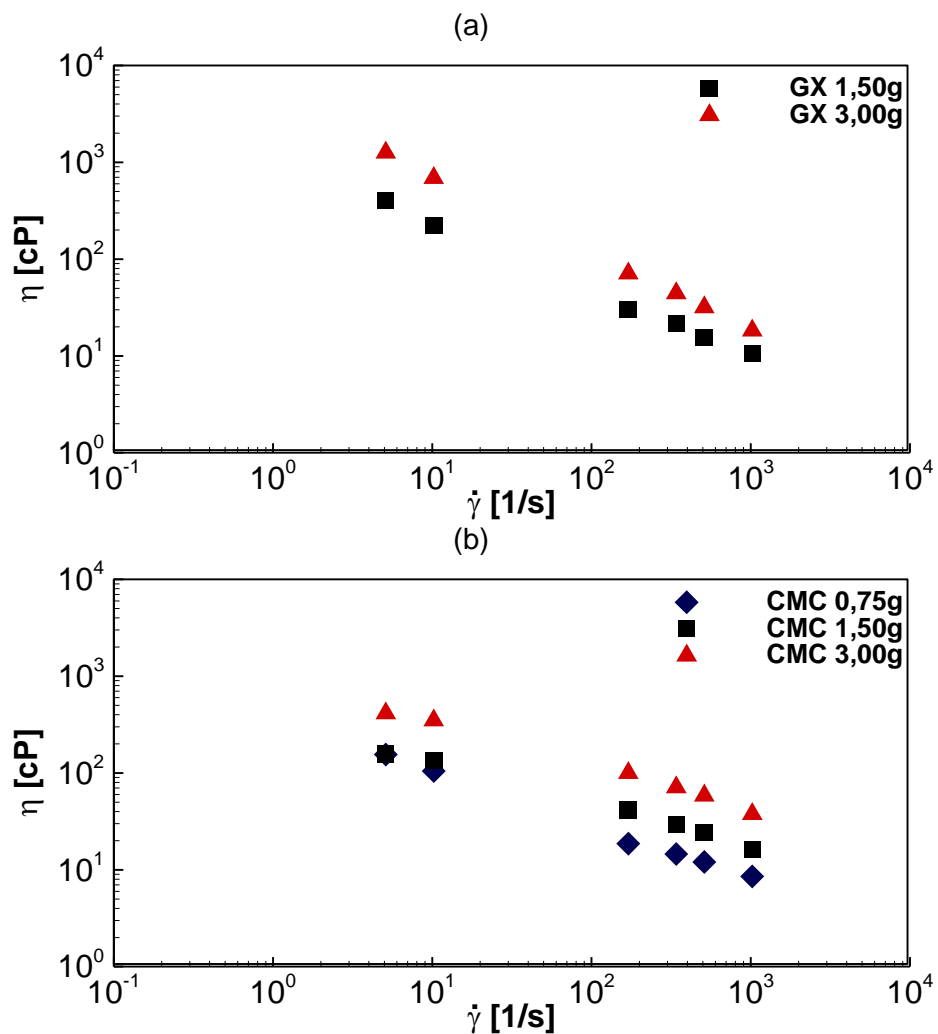 (a)
10⁴
GX 1,50g
GX 3,00g
10³
η [cP]
10²
10¹
10⁰
10⁻¹ 10⁰ 10¹ 10² 10³ 10⁴
γ̇ [1/s]
(b)
10⁴
CMC 0,75g
CMC 1,50g
CMC 3,00g
10³
η [cP]
10²
10¹
10⁰
10⁻¹ 10⁰ 10¹ 10² 10³ 10⁴
γ̇ [1/s]